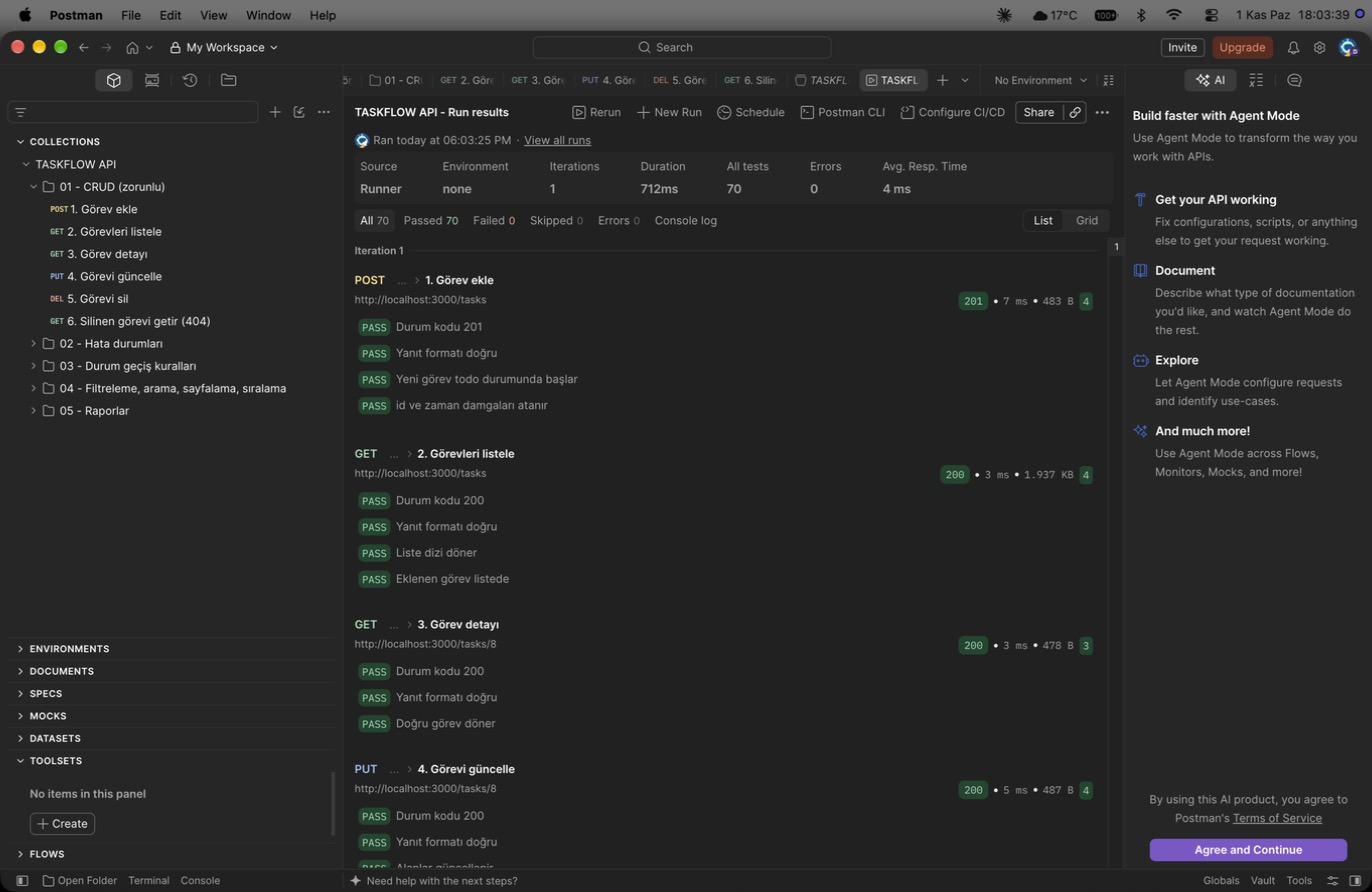 Postman File Edit View Window Help
17°C 100+ 1 Kas Paz 18:03:39
My Workspace
Search
Invite Upgrade
01 - CR
GET 2. Göre
GET 3. Göre
PUT 4. Göre
DEL 5. Göre
GET 6. Silin
TASKFL
TASKFL
No Environment
AI
COLLECTIONS
TASKFLOW API
01 - CRUD (zorunlu)
POST 1. Görev ekle
GET 2. Görevleri listele
GET 3. Görev detayı
PUT 4. Görevi güncelle
DEL 5. Görevi sil
GET 6. Silinen görevi getir (404)
02 - Hata durumları
03 - Durum geçiş kuralları
04 - Filtreleme, arama, sayfalama, sıralama
05 - Raporlar
ENVIRONMENTS
DOCUMENTS
SPECS
MOCKS
DATASETS
TOOLSETS
No items in this panel
Create
FLOWS
TASKFLOW API - Run results
Rerun New Run Schedule Postman CLI Configure CI/CD Share
Ran today at 06:03:25 PM · View all runs
Source Environment Iterations Duration All tests Errors Avg. Resp. Time
Runner none 1 712ms 70 0 4 ms
All 70 Passed 70 Failed 0 Skipped 0 Errors 0 Console log List Grid
Iteration 1
1
POST ... > 1. Görev ekle
http://localhost:3000/tasks 201 • 7 ms • 483 B 4
PASS Durum kodu 201
PASS Yanıt formatı doğru
PASS Yeni görev todo durumunda başlar
PASS id ve zaman damgaları atanır
GET ... > 2. Görevleri listele
http://localhost:3000/tasks 200 • 3 ms • 1.937 KB 4
PASS Durum kodu 200
PASS Yanıt formatı doğru
PASS Liste dizi döner
PASS Eklenen görev listede
GET ... > 3. Görev detayı
http://localhost:3000/tasks/8 200 • 3 ms • 478 B 3
PASS Durum kodu 200
PASS Yanıt formatı doğru
PASS Doğru görev döner
PUT ... > 4. Görevi güncelle
http://localhost:3000/tasks/8 200 • 5 ms • 487 B 4
PASS Durum kodu 200
PASS Yanıt formatı doğru
Build faster with Agent Mode
Use Agent Mode to transform the way you
work with APIs.
Get your API working
Fix configurations, scripts, or anything
else to get your request working.
Document
Describe what type of documentation
you'd like, and watch Agent Mode do
the rest.
Explore
Let Agent Mode configure requests
and identify use-cases.
And much more!
Use Agent Mode across Flows,
Monitors, Mocks, and more!
By using this AI product, you agree to
Postman's Terms of Service
Agree and Continue
Open Folder Terminal Console
Need help with the next steps?
Globals Vault Tools